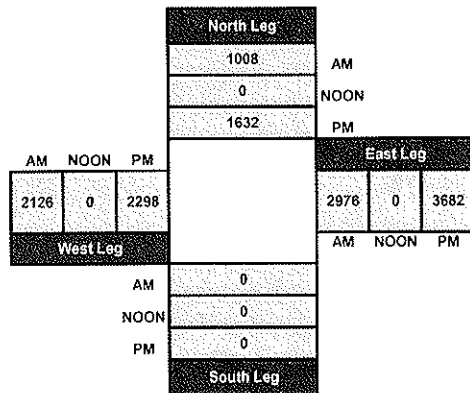 North Leg
1008 AM
0 NOON
1632 PM
AM NOON PM
East Leg
2126 0 2298
2976 0 3682
West Leg
AM NOON PM
AM 0
NOON 0
PM 0
South Leg